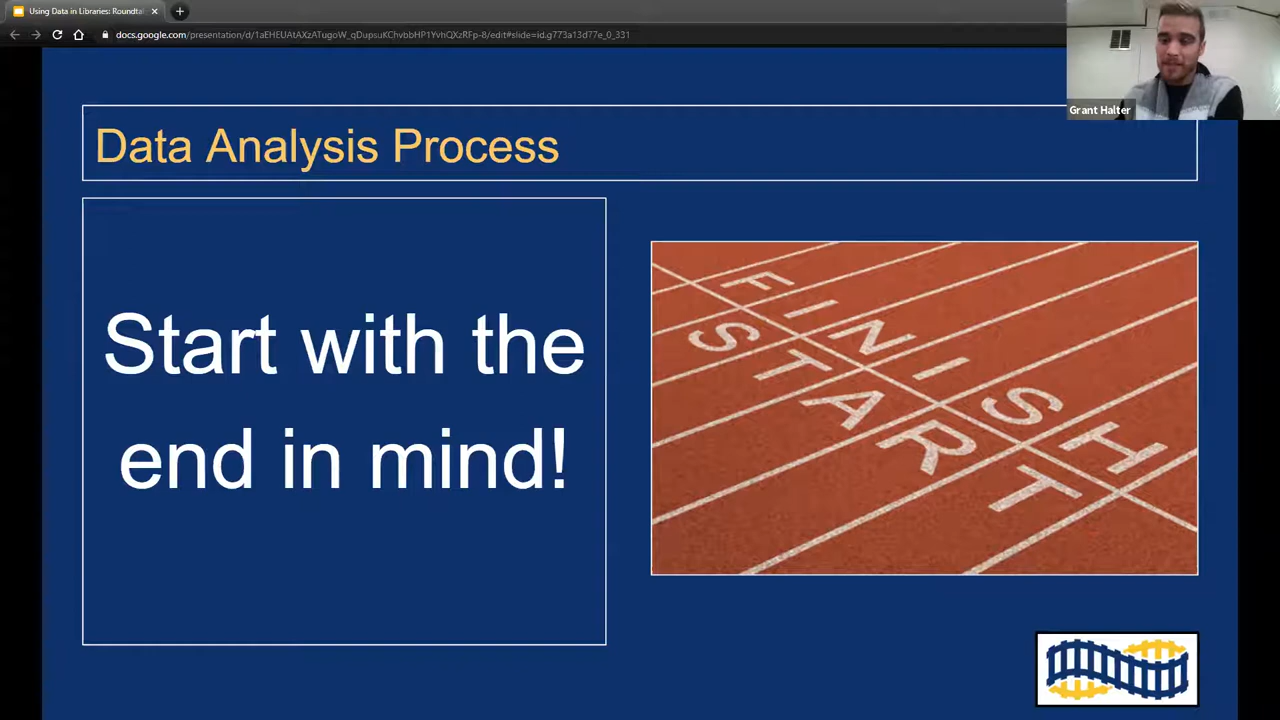 Using Data in Libraries: Roundta
docs.google.com/presentation/d/1aEHEUAtAXzATugoW_qDupsuKChvbbHP1YvhQXzRFp-8/edit#slide=id.g773a13d77e_0_331
Grant Halter
Data Analysis Process
Start with the
end in mind!
FINISH
START